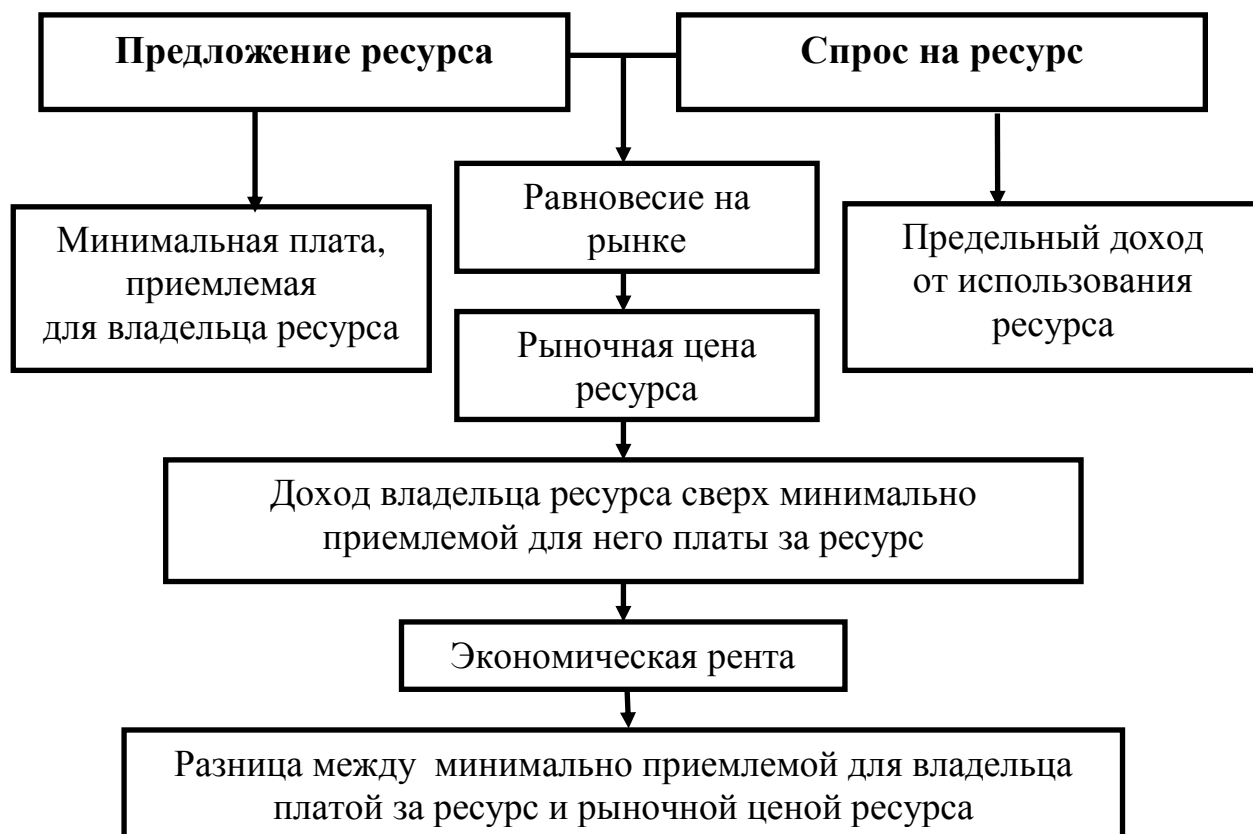 Предложение ресурса
Спрос на ресурс
Минимальная плата,
приемлемая
для владельца ресурса
Равновесие на
рынке
Предельный доход
от использования
ресурса
Рыночная цена
ресурса
Доход владельца ресурса сверх минимально
приемлемой для него платы за ресурс
Экономическая рента
Разница между минимально приемлемой для владельца
платой за ресурс и рыночной ценой ресурса